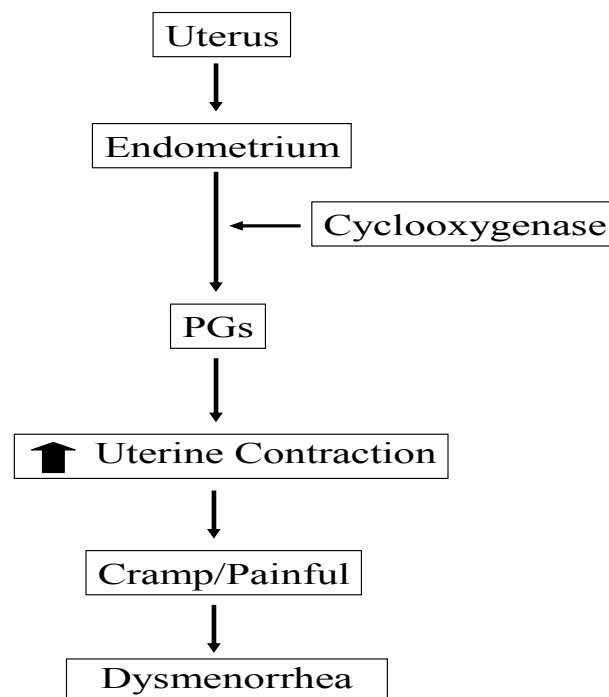 Uterus
Endometrium
Cyclooxygenase
PGs
Uterine Contraction
Cramp/Painful
Dysmenorrhea